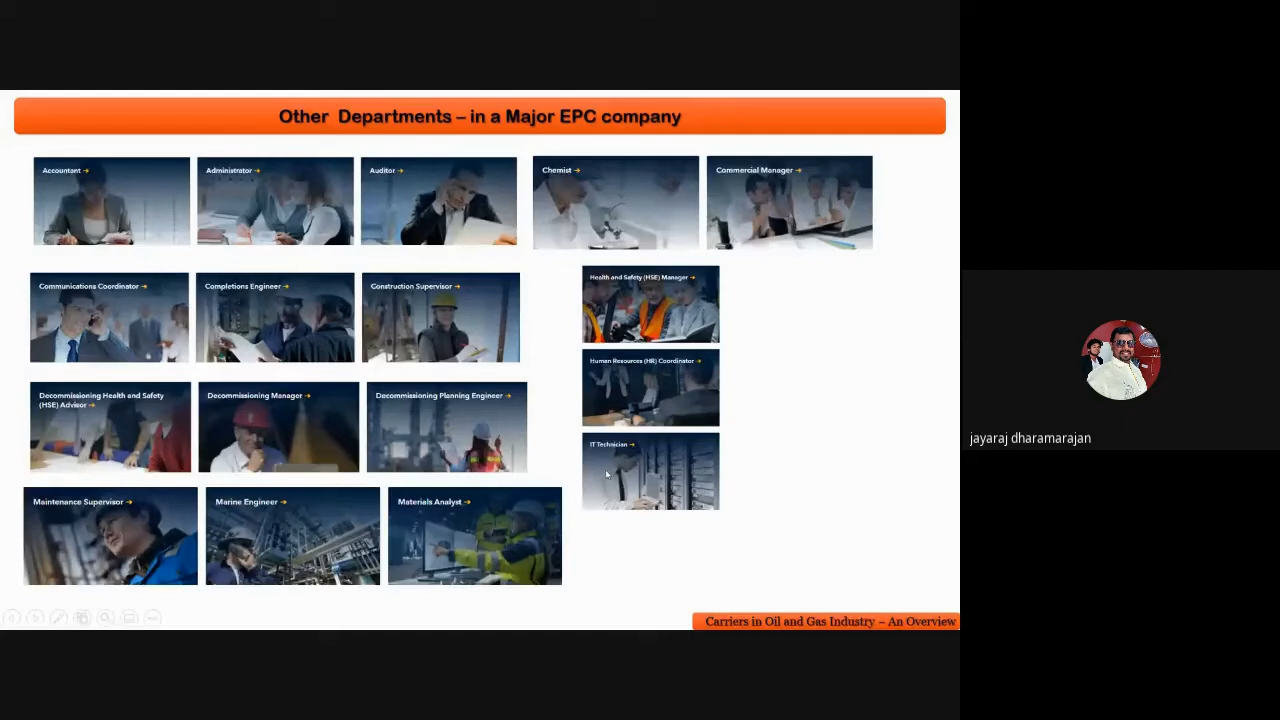 Other Departments – in a Major EPC company
Accountant →
Administrator →
Auditor →
Chemist →
Commercial Manager →
Communications Coordinator →
Completions Engineer →
Construction Supervisor →
Health and Safety (HSE) Manager →
Human Resources (HR) Coordinator →
Decommissioning Health and Safety
(HSE) Advisor →
Decommissioning Manager →
Decommissioning Planning Engineer →
IT Technician →
Maintenance Supervisor →
Marine Engineer →
Materials Analyst →
Carriers in Oil and Gas Industry – An Overview
jayaraj dharamarajan